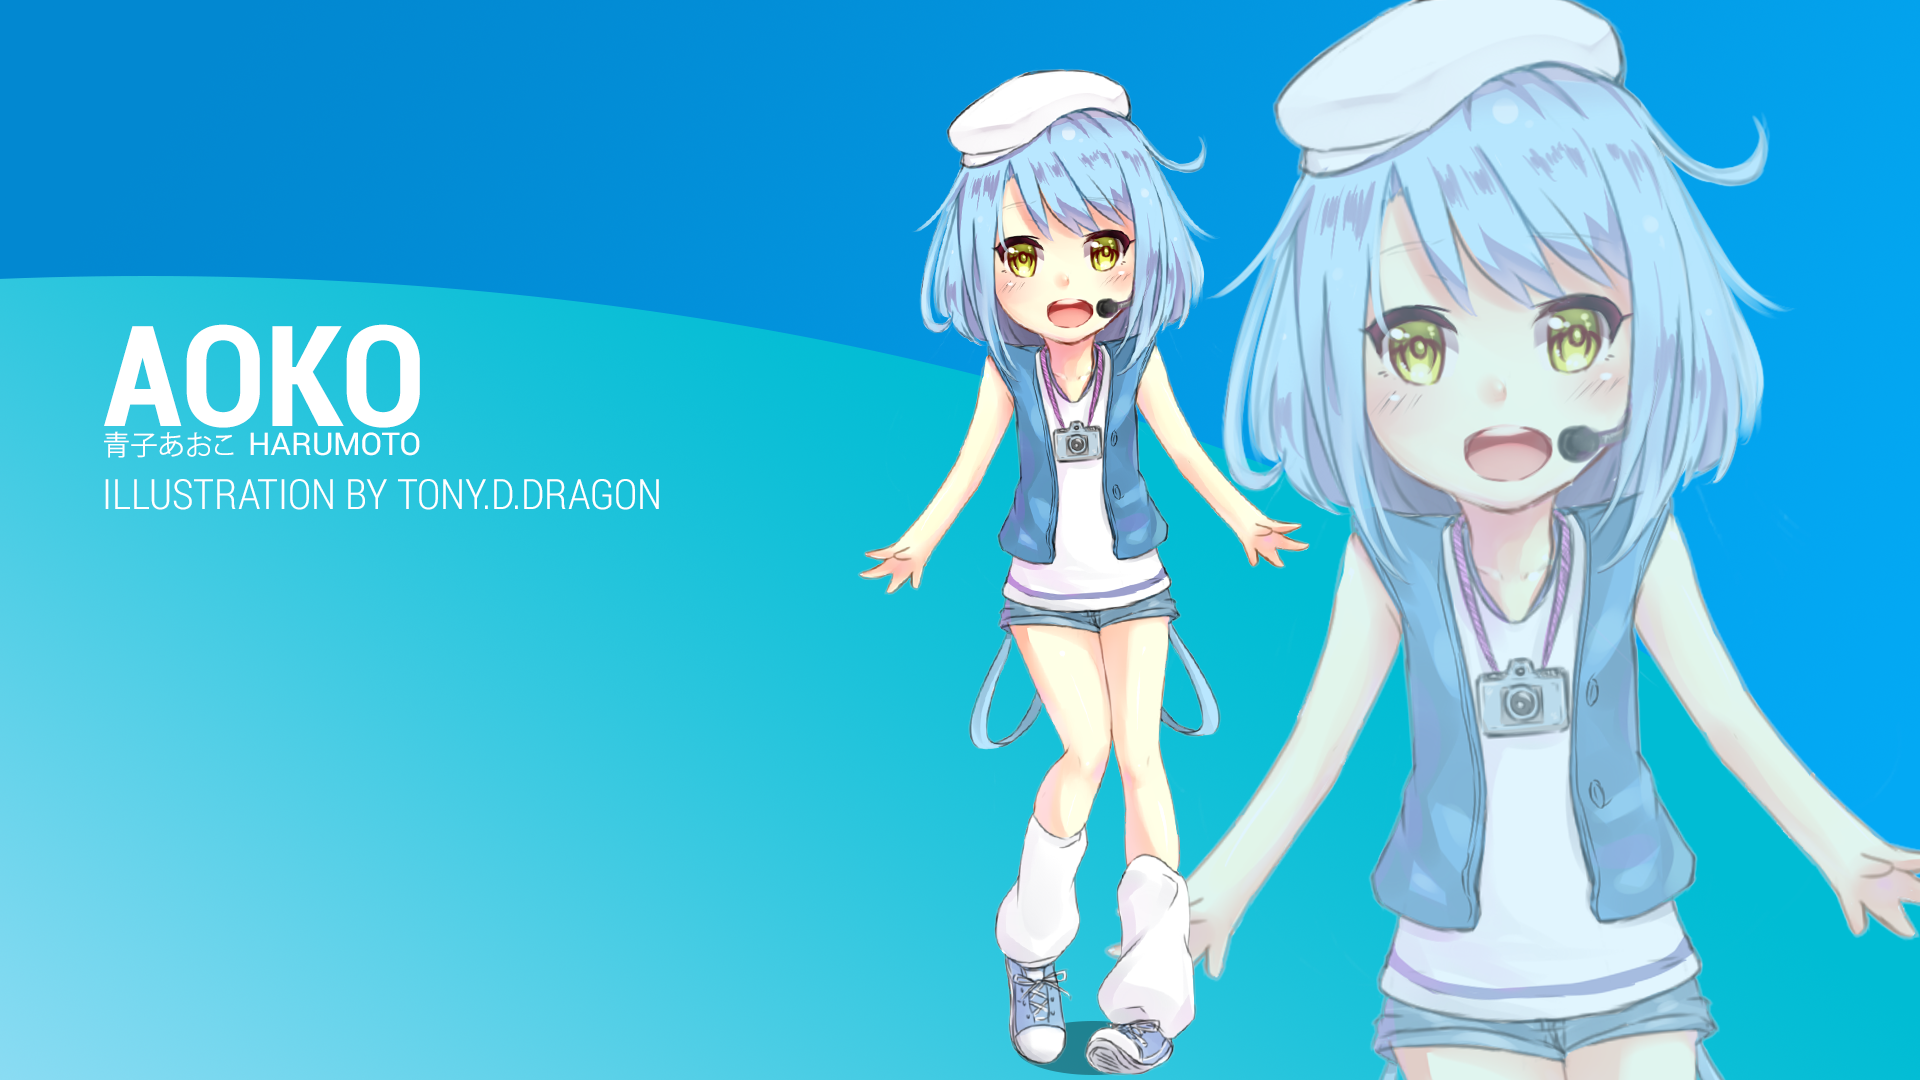 AOKO
青子あおこ HARUMOTO
ILLUSTRATION BY TONY.D.DRAGON